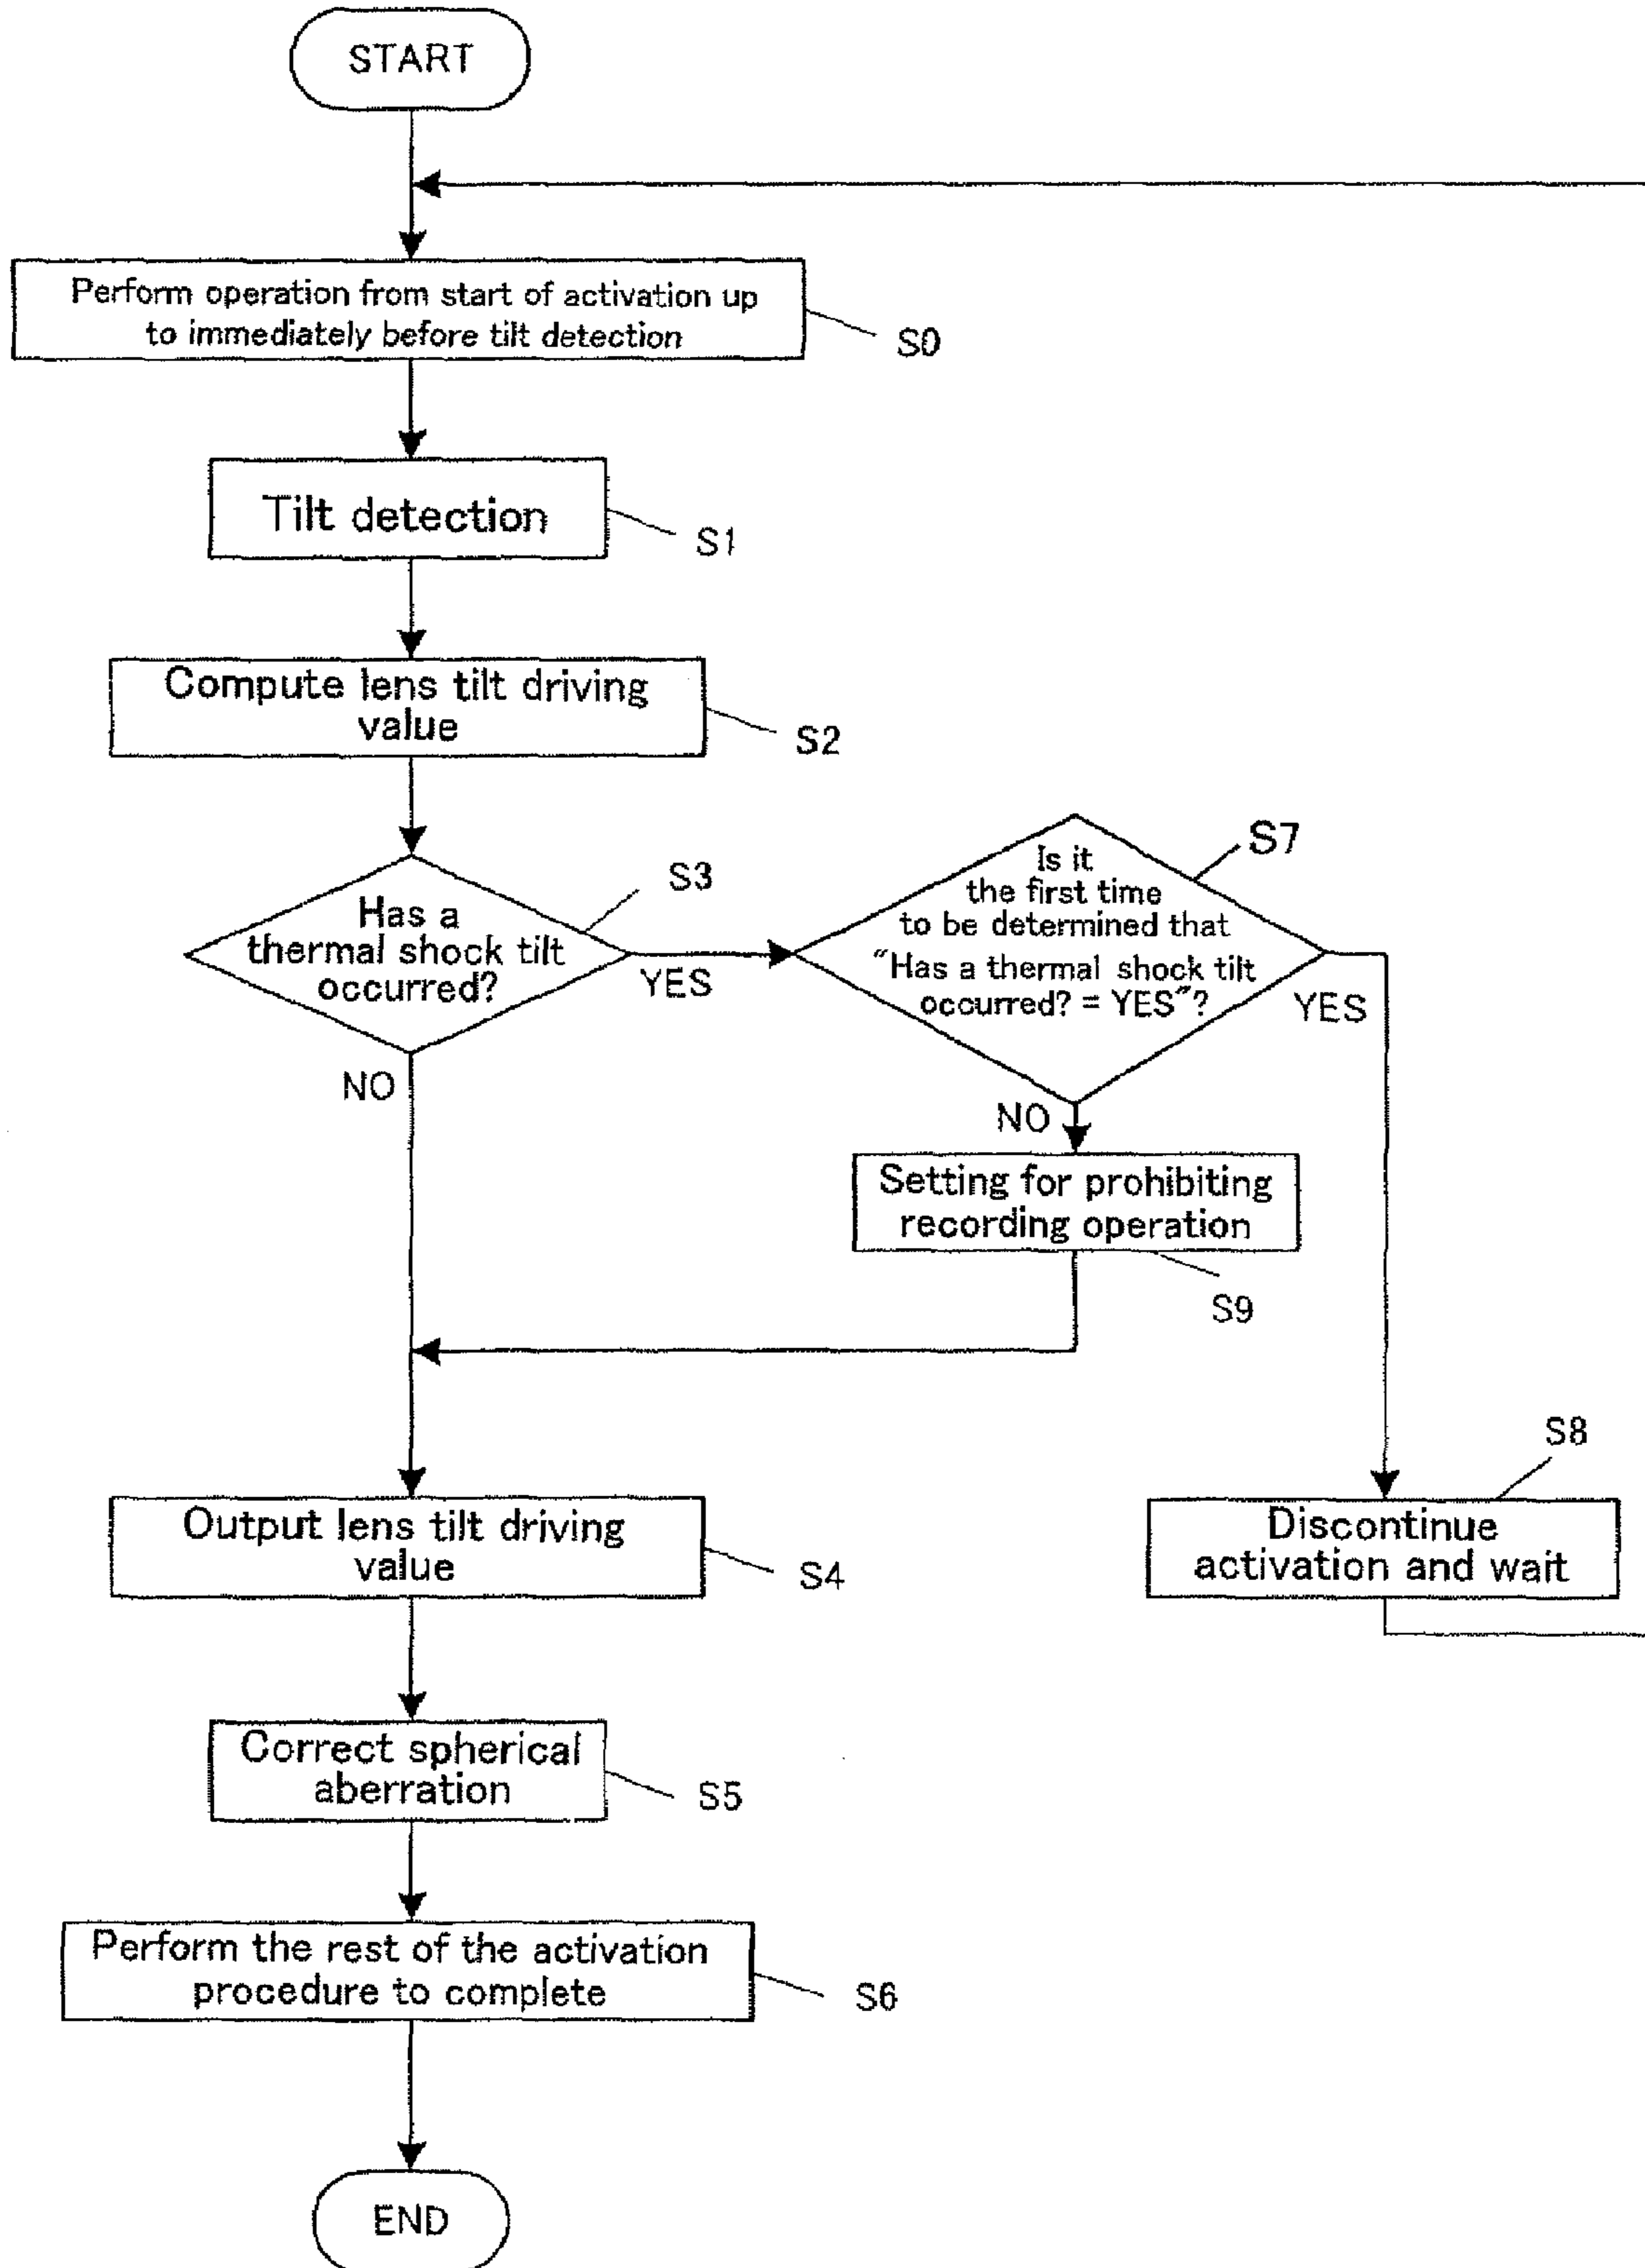 START
Perform operation from start of activation up
to immediately before tilt detection
S0
Tilt detection
S1
Compute lens tilt driving
value
S2
Has a
thermal shock tilt
occurred?
S3
YES
NO
Is it
the first time
to be determined that
"Has a thermal shock tilt
occurred? = YES"?
S7
YES
NO
Setting for prohibiting
recording operation
S9
Discontinue
activation and wait
S8
Output lens tilt driving
value
S4
Correct spherical
aberration
S5
Perform the rest of the activation
procedure to complete
S6
END